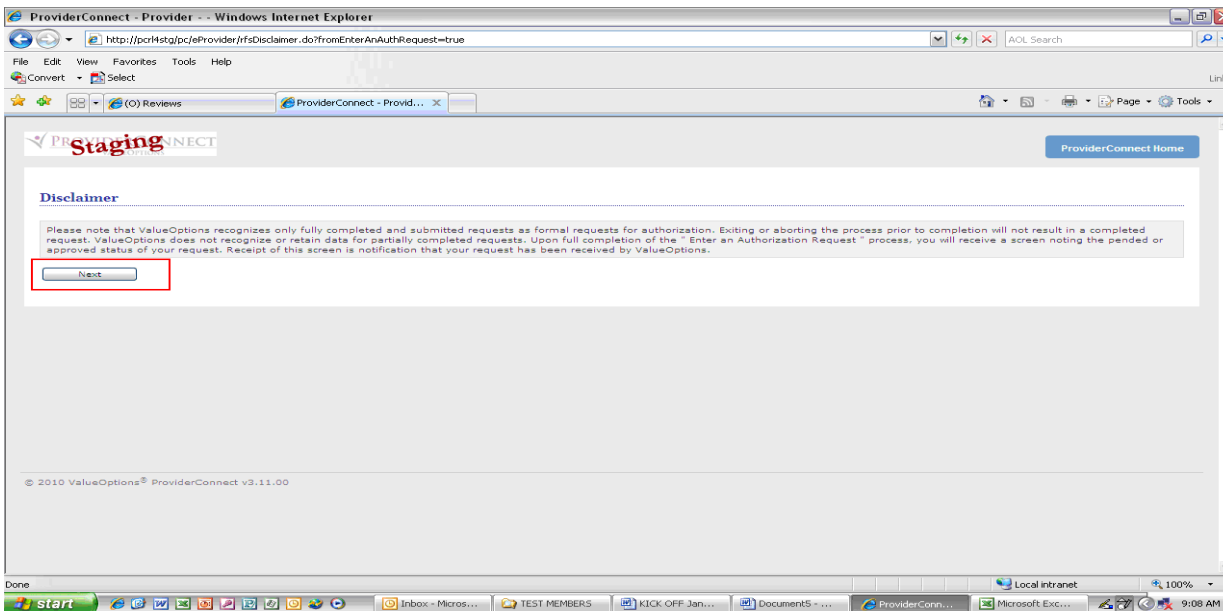 ProviderConnect - Provider - - Windows Internet Explorer
http://pcrl4stg/pc/eProvider/rfsDisclaimer.do?fromEnterAnAuthRequest=true
AOL Search
File Edit View Favorites Tools Help
Convert Select
(O) Reviews ProviderConnect - Provid... Page Tools
Staging
ProviderConnect Home
Disclaimer
Please note that ValueOptions recognizes only fully completed and submitted requests as formal requests for authorization. Exiting or aborting the process prior to completion will not result in a completed
request. ValueOptions does not recognize or retain data for partially completed requests. Upon full completion of the " Enter an Authorization Request " process, you will receive a screen noting the pended or
approved status of your request. Receipt of this screen is notification that your request has been received by ValueOptions.
Next
© 2010 ValueOptions® ProviderConnect v3.11.00
Done Local intranet 100%
start Inbox - Micros... TEST MEMBERS KICK OFF Jan... Document5 - ... ProviderConn... Microsoft Exc... 9:08 AM